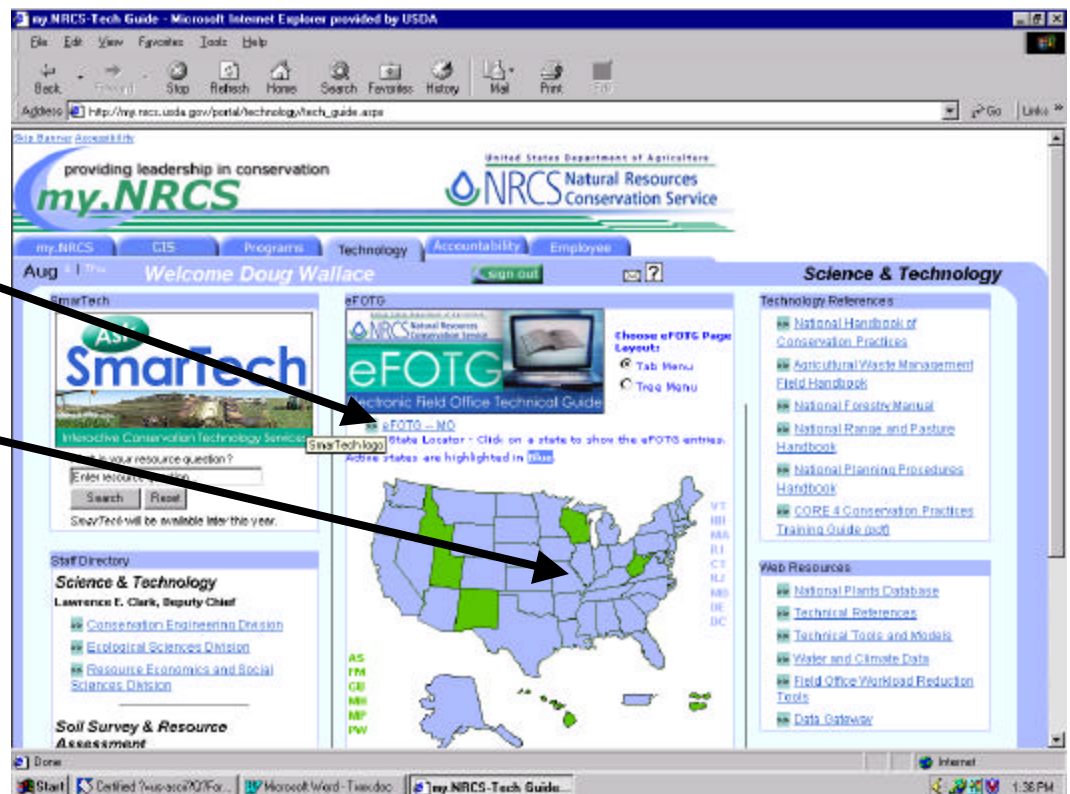 my.NRCS-Tech Guide - Microsoft Internet Explorer provided by USDA
File Edit View Favorites Tools Help
Back Forward Stop Refresh Home Search Favorites History Mail Print Edit
Address http://my.nrcs.usda.gov/portal/technology/tech_guide.aspx Go Links »
Skip Banner Accessibility
providing leadership in conservation
my.NRCS
United States Department of Agriculture
NRCS Natural Resources
Conservation Service
my.NRCS GIS Programs Technology Accountability Employee
Aug Thu Welcome Doug Wallace sign out ? Science & Technology
SmarTech
Ask
SmarTech
Interactive Conservation Technology Services
What is your resource question?
Enter resource question...
Search Reset
SmarTech will be available later this year.
Staff Directory
Science & Technology
Lawrence E. Clark, Deputy Chief
Conservation Engineering Division
Ecological Sciences Division
Resource Economics and Social
Sciences Division
Soil Survey & Resource
Assessment
eFOTG
United States Department of Agriculture
NRCS Natural Resources
Conservation Service
eFOTG
Electronic Field Office Technical Guide
Choose eFOTG Page
Layout:
Tab Menu
Tree Menu
eFOTG -- MO
SmarTech logo
State Locator - Click on a state to show the eFOTG entries.
Active states are highlighted in Blue.
VT
NH
MA
RI
CT
NJ
MD
DE
DC
AS
FM
GU
MH
MP
PW
Technology References
National Handbook of
Conservation Practices
Agricultural Waste Management
Field Handbook
National Forestry Manual
National Range and Pasture
Handbook
National Planning Procedures
Handbook
CORE 4 Conservation Practices
Training Guide (pdf)
Web Resources
National Plants Database
Technical References
Technical Tools and Models
Water and Climate Data
Field Office Workload Reduction
Tools
Data Gateway
Done Internet
Start Certified ?=us-ascii?Q?For... Microsoft Word - my.NRCS-Tech Guide... 1:36 PM